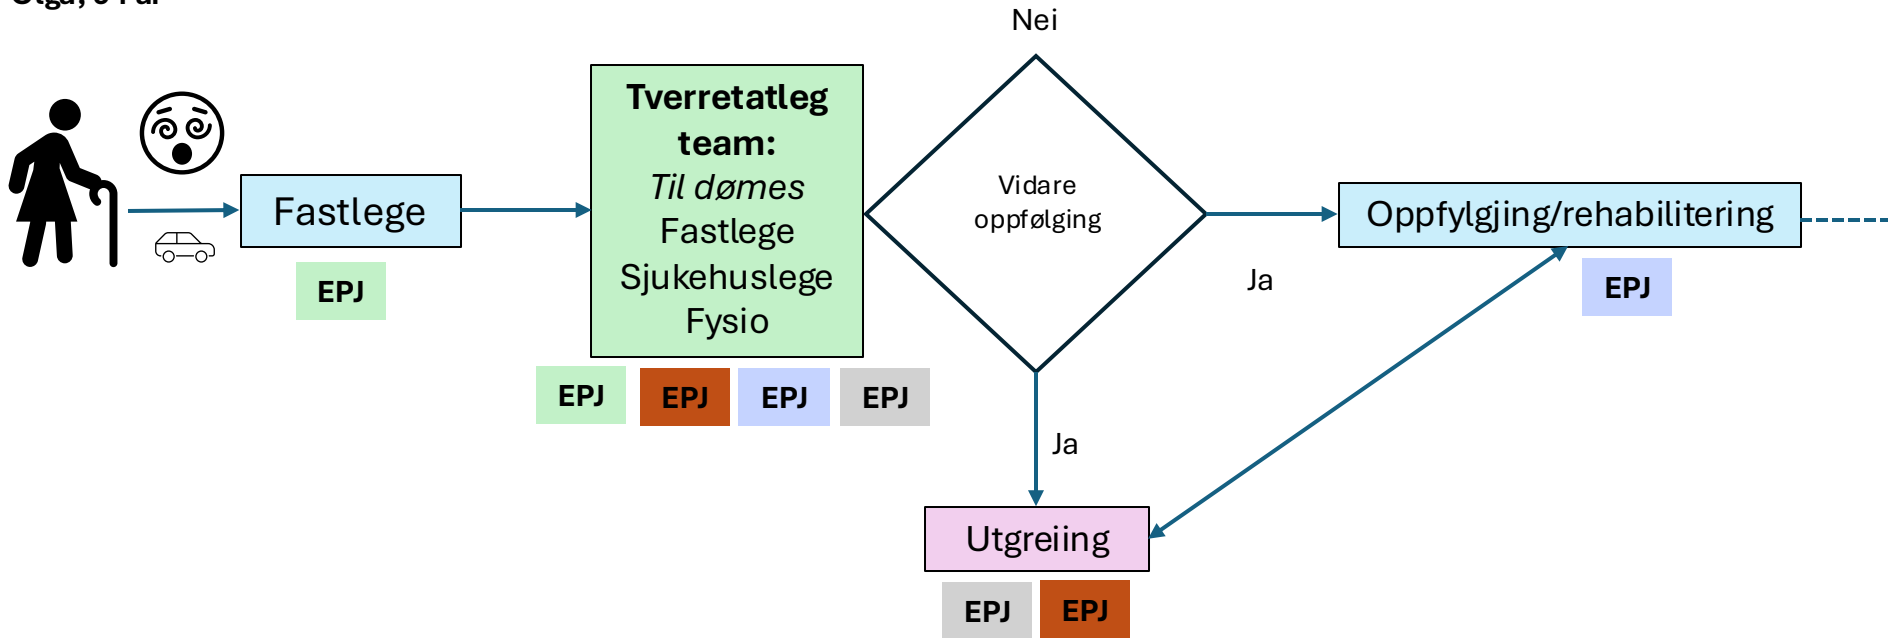 Nei
Tverretatleg
team:
Til dømes
Fastlege
Sjukehuslege
Fysio
Fastlege
EPJ
EPJ
EPJ
EPJ
EPJ
Vidare
oppfølging
Ja
Oppfylgjing/rehabilitering
EPJ
Ja
Utgreiing
EPJ
EPJ